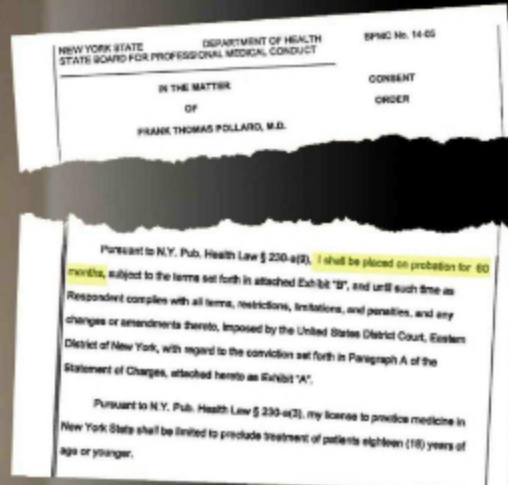 NEW YORK STATE DEPARTMENT OF HEALTH
STATE BOARD FOR PROFESSIONAL MEDICAL CONDUCT
BPMC No. 14-05
IN THE MATTER
OF
FRANK THOMAS POLLARO, M.D.
CONSENT
ORDER
Pursuant to N.Y. Pub. Health Law § 230-a(9), I shall be placed on probation for 60
months, subject to the terms set forth in attached Exhibit "B", and until such time as
Respondent complies with all terms, restrictions, limitations, and penalties, and any
changes or amendments thereto, imposed by the United States District Court, Eastern
District of New York, with regard to the conviction set forth in Paragraph A of the
Statement of Charges, attached hereto as Exhibit "A".
Pursuant to N.Y. Pub. Health Law § 230-a(3), my license to practice medicine in
New York State shall be limited to preclude treatment of patients eighteen (18) years of
age or younger.